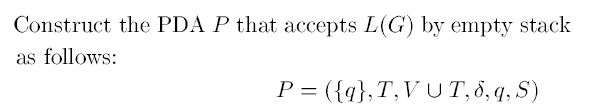 Construct the PDA P that accepts L(G) by empty stack
as follows:
P = ({q}, T, V ∪ T, δ, q, S)